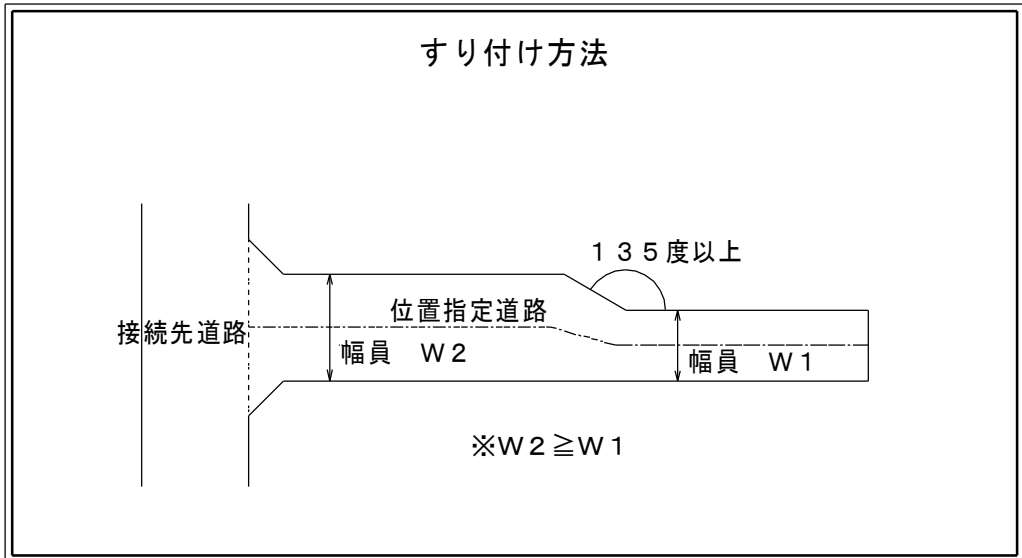 すり付け方法
１３５度以上
位置指定道路
接続先道路
幅員　Ｗ２
幅員　Ｗ１
※Ｗ２≧Ｗ１